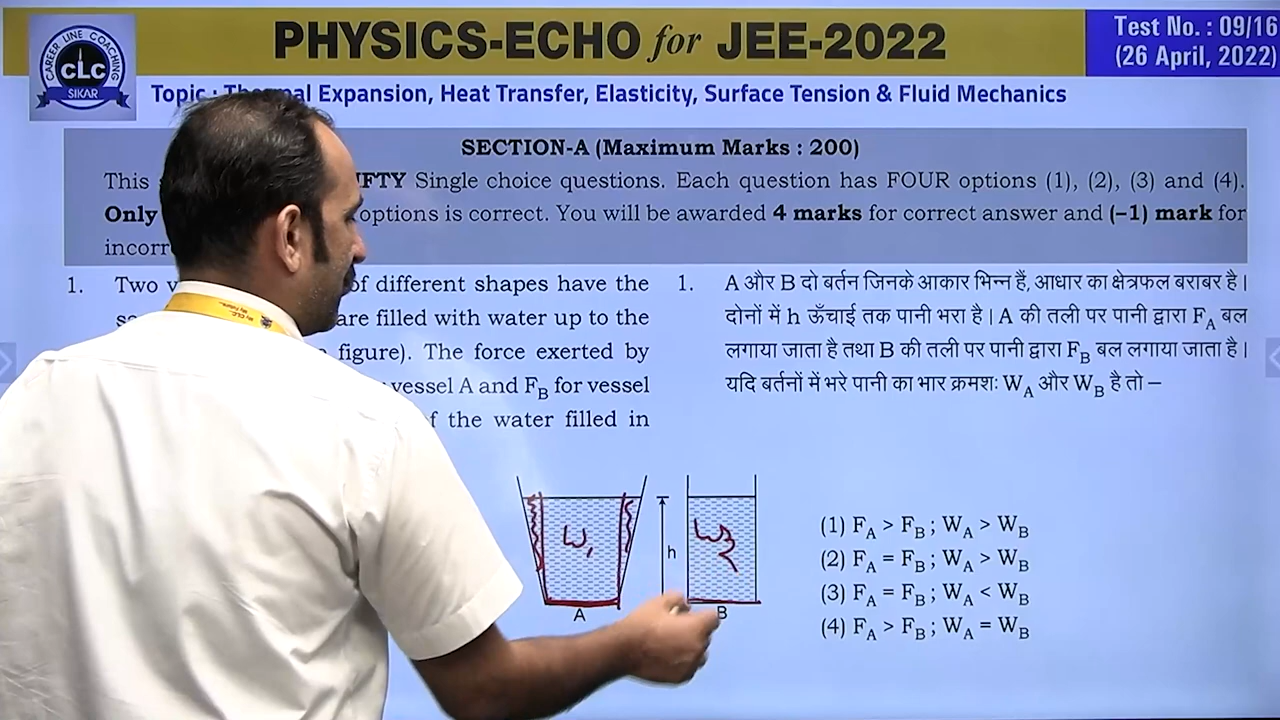 PHYSICS-ECHO for JEE-2022
Test No. : 09/16
(26 April, 2022)
CAREER LINE COACHING
CLC
SIKAR
Topic : Thermal Expansion, Heat Transfer, Elasticity, Surface Tension & Fluid Mechanics
SECTION-A (Maximum Marks : 200)
This FIFTY Single choice questions. Each question has FOUR options (1), (2), (3) and (4).
Only options is correct. You will be awarded 4 marks for correct answer and (−1) mark for
1. Two of different shapes have the
are filled with water up to the
figure). The force exerted by
vessel A and F_B for vessel
of the water filled in
1. A और B दो बर्तन जिनके आकार भिन्न हैं, आधार का क्षेत्रफल बराबर है।
दोनों में h ऊँचाई तक पानी भरा है। A की तली पर पानी द्वारा F_A बल
लगाया जाता है तथा B की तली पर पानी द्वारा F_B बल लगाया जाता है।
यदि बर्तनों में भरे पानी का भार क्रमशः W_A और W_B है तो −
W₁
h
W₂
A
B
(1) F_A > F_B ; W_A > W_B
(2) F_A = F_B ; W_A > W_B
(3) F_A = F_B ; W_A < W_B
(4) F_A > F_B ; W_A = W_B